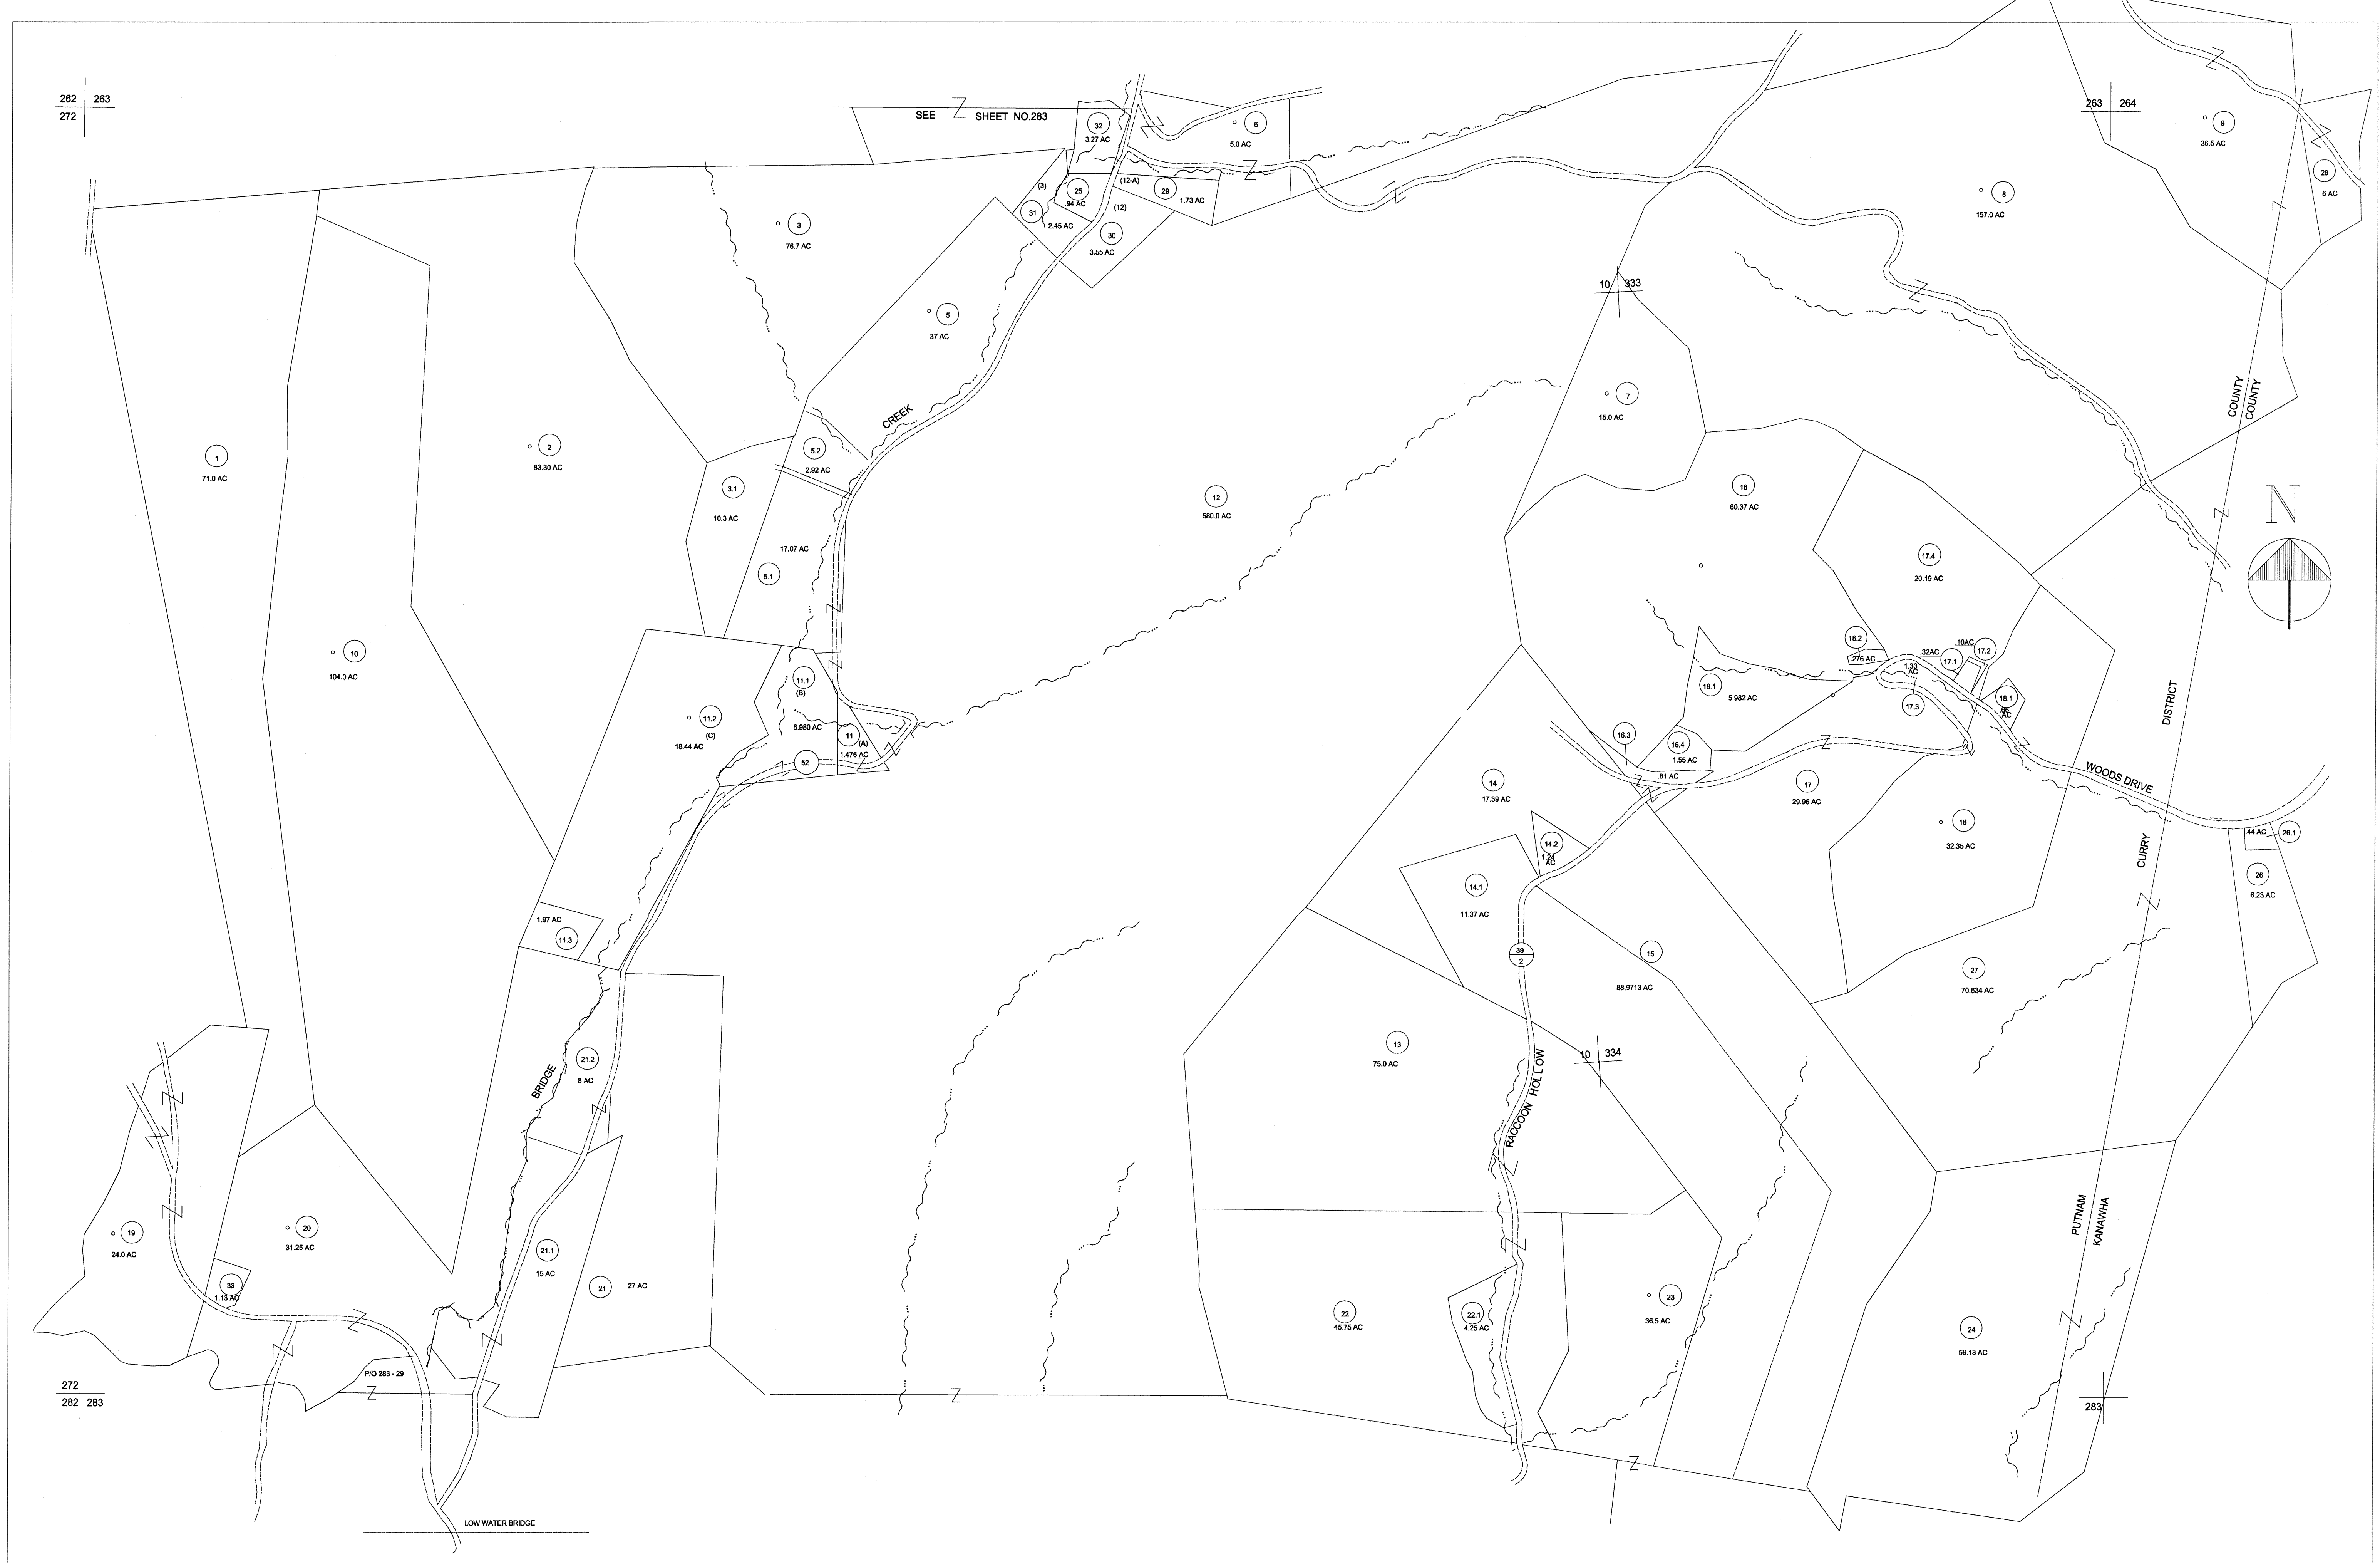 262 263
272
SEE SHEET NO.283
32
3.27 AC
6
5.0 AC
263 264
9
36.5 AC
28
6 AC
(3)
25
.94 AC
(12-A)
29
1.73 AC
8
157.0 AC
31
2.45 AC
(12)
30
3.55 AC
3
76.7 AC
10 333
5
37 AC
7
15.0 AC
COUNTY
COUNTY
CREEK
1
71.0 AC
2
83.30 AC
5.2
2.92 AC
3.1
10.3 AC
12
580.0 AC
16
60.37 AC
N
17.07 AC
5.1
17.4
20.19 AC
10
104.0 AC
11.1
(B)
6.980 AC
11.2
(C)
18.44 AC
11
(A)
1.476 AC
52
16.2
.276 AC
.32AC
.10AC
17.1
17.2
1.33
AC
17.3
18.1
AC
16.1
5.982 AC
16.3
16.4
1.55 AC
.81 AC
DISTRICT
WOODS DRIVE
14
17.39 AC
17
29.96 AC
18
32.35 AC
14.2
1.24
AC
CURRY
.44 AC
26.1
26
6.23 AC
14.1
11.37 AC
1.97 AC
11.3
39
2
15
88.9713 AC
27
70.634 AC
13
75.0 AC
10 334
RACCOON HOLLOW
BRIDGE
21.2
8 AC
19
24.0 AC
20
31.25 AC
33
1.13 AC
21.1
15 AC
21
27 AC
PUTNAM
KANAWHA
22
45.75 AC
22.1
4.25 AC
23
36.5 AC
24
59.13 AC
P/O 283 - 29
272
282 283
283
LOW WATER BRIDGE